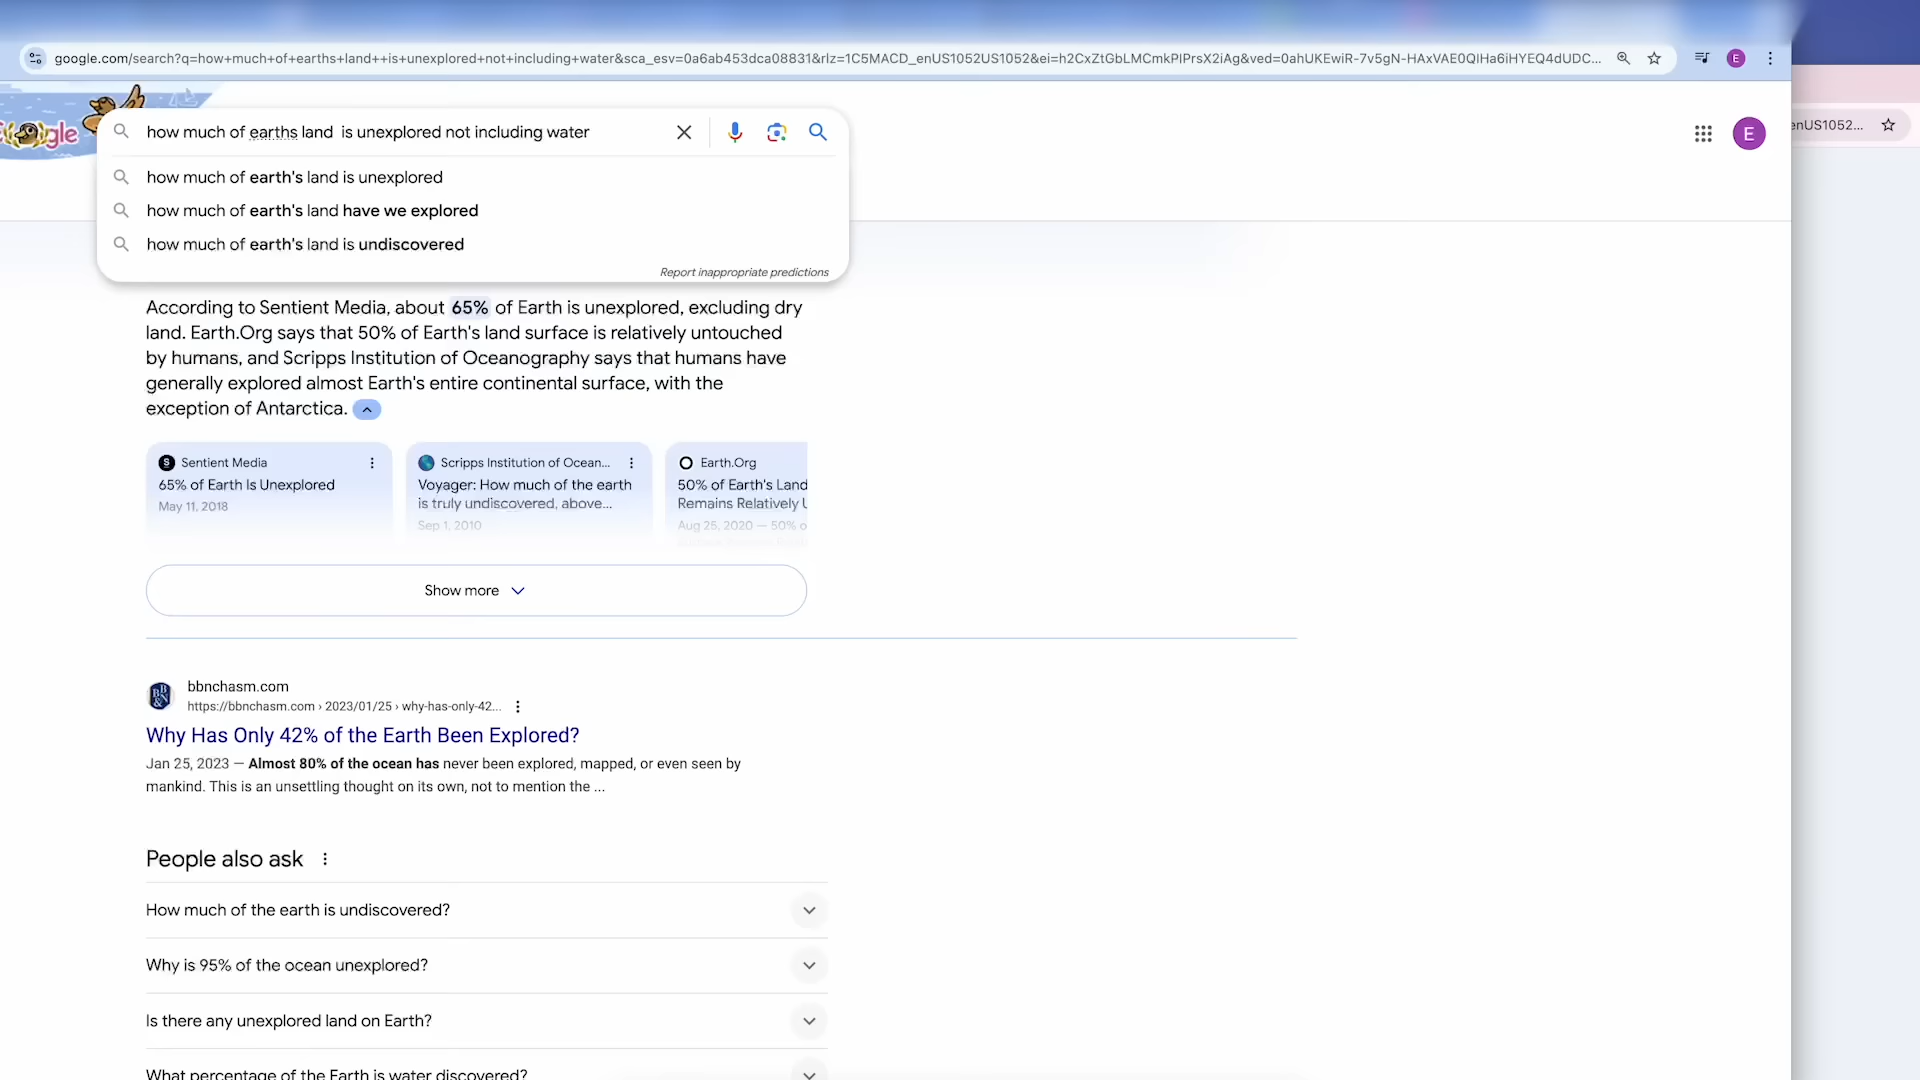 google.com/search?q=how+much+of+earths+land++is+unexplored+not+including+water&sca_esv=0a6ab453dca08831&rlz=1C5MACD_enUS1052US1052&ei=h2CxZtGbLMCmkPIPrsX2iAg&ved=0ahUKEwiR-7v5gN-HAxVAE0QIHa6iHYEQ4dUDC...
E
enUS1052...
gle
how much of earths land  is unexplored not including water
E
how much of earth's land is unexplored
how much of earth's land have we explored
how much of earth's land is undiscovered
Report inappropriate predictions
According to Sentient Media, about 65% of Earth is unexplored, excluding dry
land. Earth.Org says that 50% of Earth's land surface is relatively untouched
by humans, and Scripps Institution of Oceanography says that humans have
generally explored almost Earth's entire continental surface, with the
exception of Antarctica.
Sentient Media
65% of Earth Is Unexplored
May 11, 2018
Scripps Institution of Ocean...
Voyager: How much of the earth
is truly undiscovered, above...
Sep 1, 2010
Earth.Org
50% of Earth's Land
Remains Relatively U
Aug 25, 2020 — 50% o
Show more
bbnchasm.com
https://bbnchasm.com › 2023/01/25 › why-has-only-42...
Why Has Only 42% of the Earth Been Explored?
Jan 25, 2023 — Almost 80% of the ocean has never been explored, mapped, or even seen by
mankind. This is an unsettling thought on its own, not to mention the ...
People also ask
How much of the earth is undiscovered?
Why is 95% of the ocean unexplored?
Is there any unexplored land on Earth?
What percentage of the Earth is water discovered?